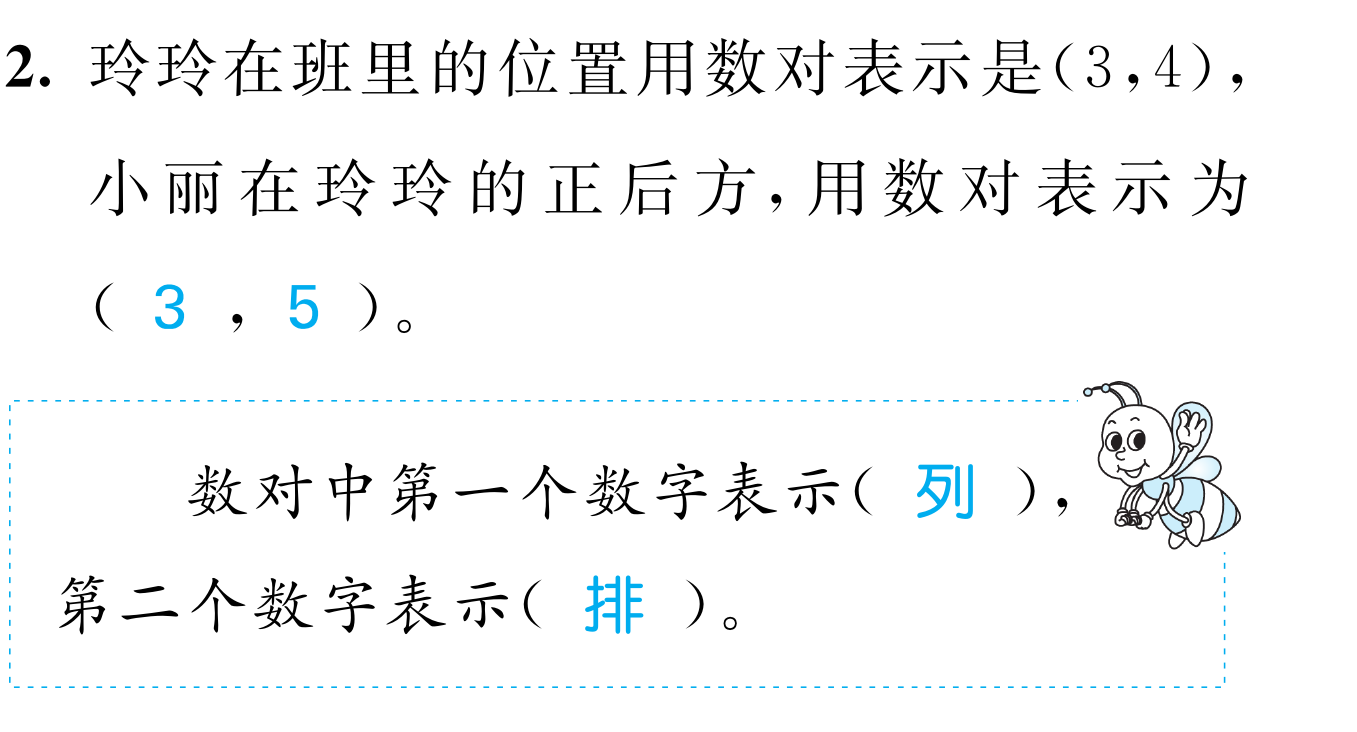 2. 玲玲在班里的位置用数对表示是(3,4),
小丽在玲玲的正后方,用数对表示为
( 3 , 5 )。
数对中第一个数字表示( 列 ),
第二个数字表示( 排 )。